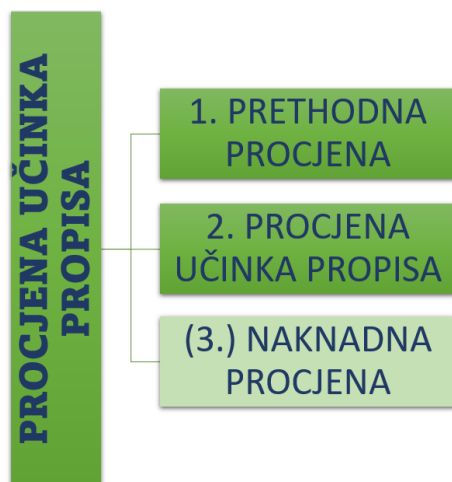 PROCJENA UČINKA
PROPISA
1. PRETHODNA
PROCJENA
2. PROCJENA
UČINKA PROPISA
(3.) NAKNADNA
PROCJENA